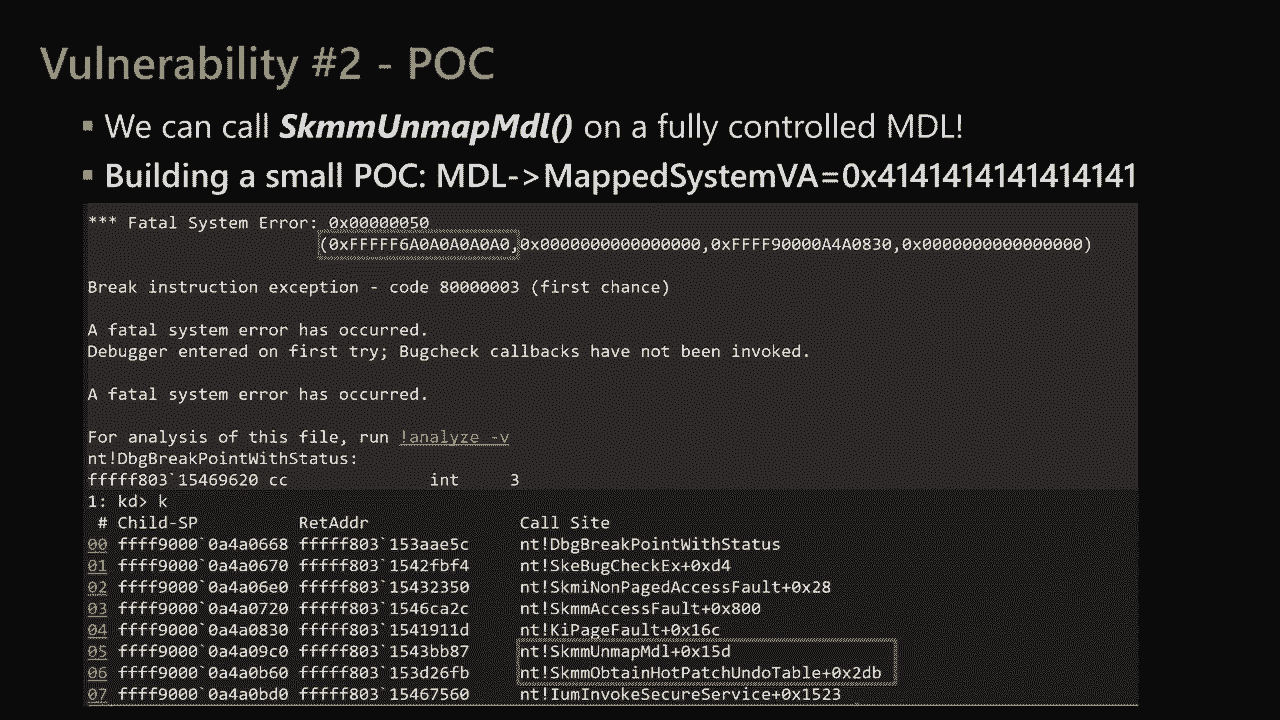 Vulnerability #2 - POC
▪ We can call SkmmUnmapMdl() on a fully controlled MDL!
▪ Building a small POC: MDL->MappedSystemVA=0x4141414141414141
*** Fatal System Error: 0x00000050
(0xFFFFF6A0A0A0A0A0,0x0000000000000000,0xFFFF90000A4A0830,0x0000000000000000)
Break instruction exception - code 80000003 (first chance)
A fatal system error has occurred.
Debugger entered on first try; Bugcheck callbacks have not been invoked.
A fatal system error has occurred.
For analysis of this file, run !analyze -v
nt!DbgBreakPointWithStatus:
fffff803`15469620 cc int 3
1: kd> k
# Child-SP RetAddr Call Site
00 ffff9000`0a4a0668 fffff803`153aae5c nt!DbgBreakPointWithStatus
01 ffff9000`0a4a0670 fffff803`1542fbf4 nt!SkeBugCheckEx+0xd4
02 ffff9000`0a4a06e0 fffff803`15432350 nt!SkmiNonPagedAccessFault+0x28
03 ffff9000`0a4a0720 fffff803`1546ca2c nt!SkmmAccessFault+0x800
04 ffff9000`0a4a0830 fffff803`1541911d nt!KiPageFault+0x16c
05 ffff9000`0a4a09c0 fffff803`1543bb87 nt!SkmmUnmapMdl+0x15d
06 ffff9000`0a4a0b60 fffff803`153d26fb nt!SkmmObtainHotPatchUndoTable+0x2db
07 ffff9000`0a4a0bd0 fffff803`15467560 nt!IumInvokeSecureService+0x1523